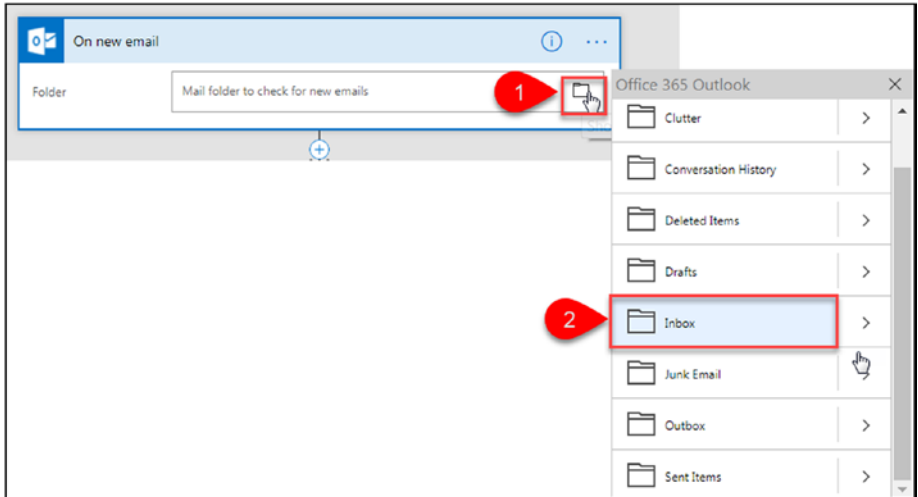 On new email
Folder
Mail folder to check for new emails
1
Office 365 Outlook
Clutter
Conversation History
Deleted Items
Drafts
2
Inbox
Junk Email
Outbox
Sent Items